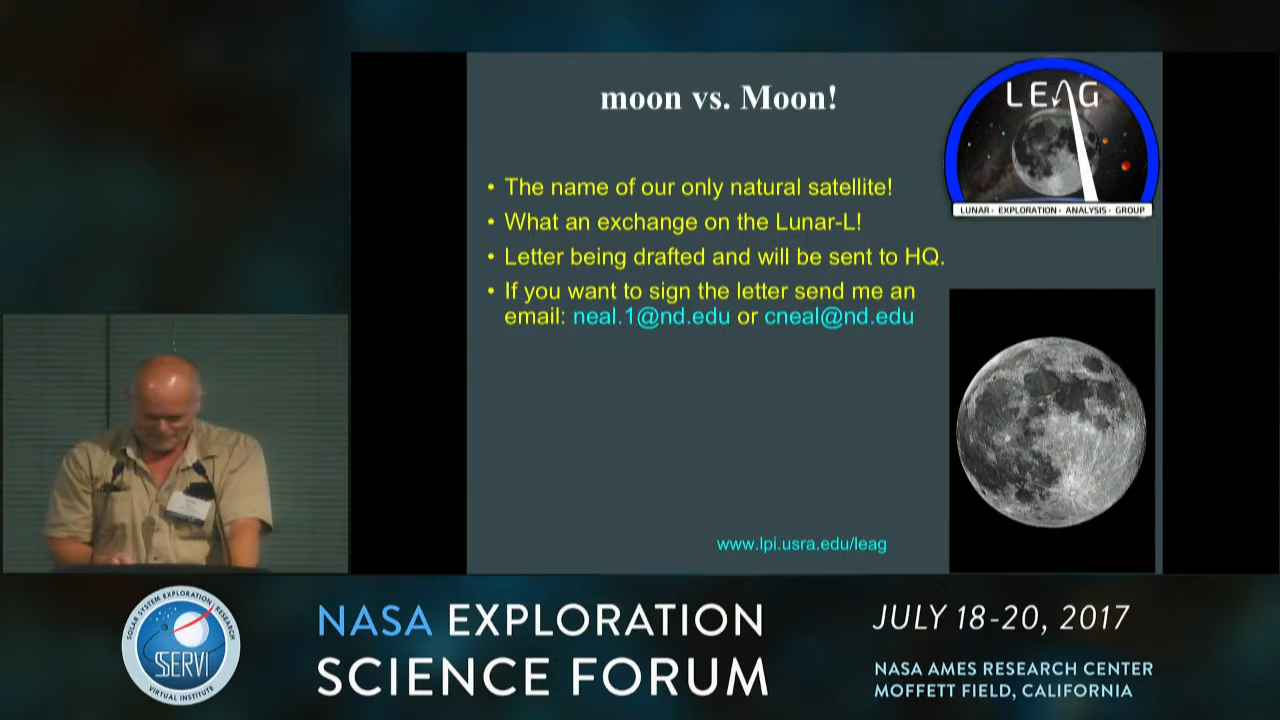 moon vs. Moon!
LEAG
LUNAR · EXPLORATION · ANALYSIS · GROUP
• The name of our only natural satellite!
• What an exchange on the Lunar-L!
• Letter being drafted and will be sent to HQ.
• If you want to sign the letter send me an
email: neal.1@nd.edu or cneal@nd.edu
www.lpi.usra.edu/leag
SOLAR SYSTEM EXPLORATION RESEARCH
SSERVI
VIRTUAL INSTITUTE
NASA EXPLORATION
SCIENCE FORUM
JULY 18-20, 2017
NASA AMES RESEARCH CENTER
MOFFETT FIELD, CALIFORNIA